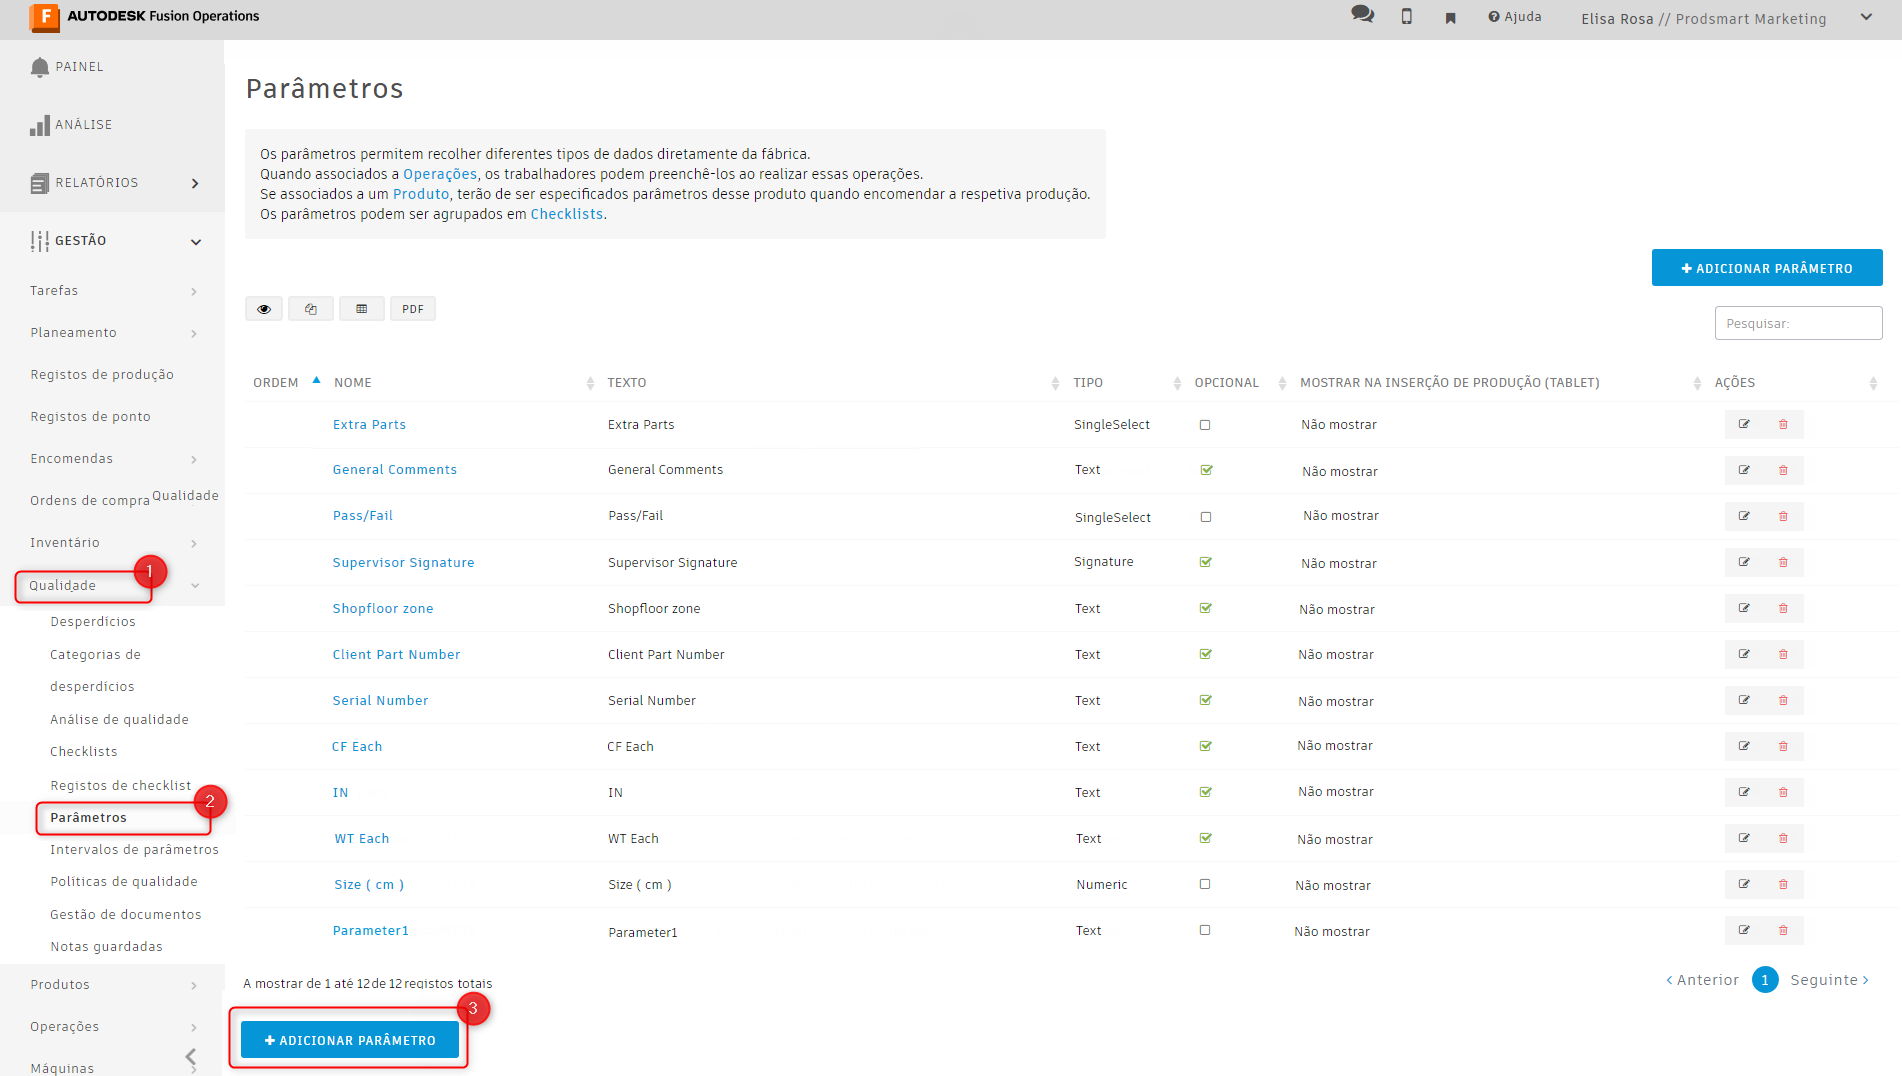 AUTODESK Fusion Operations
Ajuda
Elisa Rosa // Prodsmart Marketing
PAINEL
ANÁLISE
RELATÓRIOS
GESTÃO
Tarefas
Planeamento
Registos de produção
Registos de ponto
Encomendas
Ordens de compra
Qualidade
Inventário
Qualidade
1
Desperdícios
Categorias de
desperdícios
Análise de qualidade
Checklists
Registos de checklist
2
Parâmetros
Intervalos de parâmetros
Políticas de qualidade
Gestão de documentos
Notas guardadas
Produtos
Operações
Máquinas
Parâmetros
Os parâmetros permitem recolher diferentes tipos de dados diretamente da fábrica.
Quando associados a Operações, os trabalhadores podem preenchê-los ao realizar essas operações.
Se associados a um Produto, terão de ser especificados parâmetros desse produto quando encomendar a respetiva produção.
Os parâmetros podem ser agrupados em Checklists.
+ ADICIONAR PARÂMETRO
PDF
Pesquisar:
ORDEM NOME TEXTO TIPO OPCIONAL MOSTRAR NA INSERÇÃO DE PRODUÇÃO (TABLET) AÇÕES
Extra Parts Extra Parts SingleSelect Não mostrar
General Comments General Comments Text Não mostrar
Pass/Fail Pass/Fail SingleSelect Não mostrar
Supervisor Signature Supervisor Signature Signature Não mostrar
Shopfloor zone Shopfloor zone Text Não mostrar
Client Part Number Client Part Number Text Não mostrar
Serial Number Serial Number Text Não mostrar
CF Each CF Each Text Não mostrar
IN IN Text Não mostrar
WT Each WT Each Text Não mostrar
Size ( cm ) Size ( cm ) Numeric Não mostrar
Parameter1 Parameter1 Text Não mostrar
A mostrar de 1 até 12 de 12 registos totais
< Anterior 1 Seguinte >
3
+ ADICIONAR PARÂMETRO